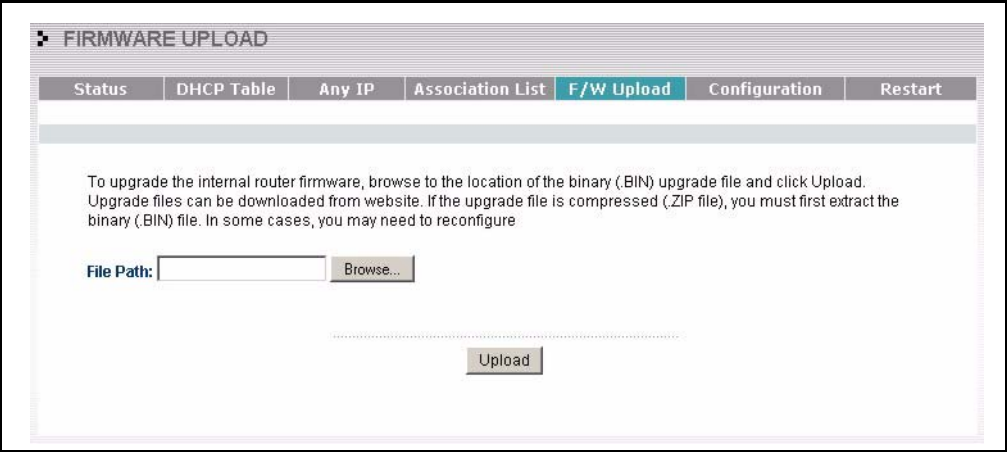 FIRMWARE UPLOAD
Status DHCP Table Any IP Association List F/W Upload Configuration Restart
To upgrade the internal router firmware, browse to the location of the binary (.BIN) upgrade file and click Upload.
Upgrade files can be downloaded from website. If the upgrade file is compressed (.ZIP file), you must first extract the
binary (.BIN) file. In some cases, you may need to reconfigure
File Path: Browse...
Upload